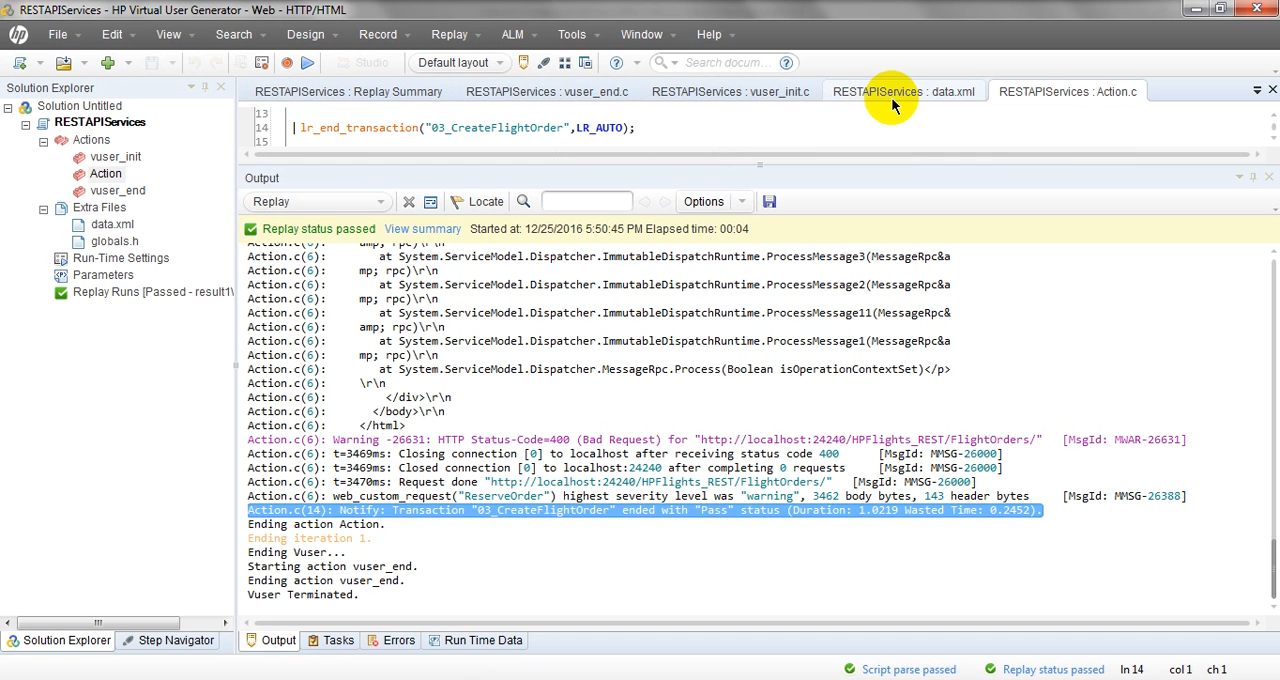 RESTAPIServices - HP Virtual User Generator - Web - HTTP/HTML
hp File Edit View Search Design Record Replay ALM Tools Window Help
Studio Default layout Search docum...
Solution Explorer
Solution Untitled
RESTAPIServices
Actions
vuser_init
Action
vuser_end
Extra Files
data.xml
globals.h
Run-Time Settings
Parameters
Replay Runs [Passed - result1\
Solution Explorer Step Navigator
RESTAPIServices : Replay Summary RESTAPIServices : vuser_end.c RESTAPIServices : vuser_init.c RESTAPIServices : data.xml RESTAPIServices : Action.c
13
14 lr_end_transaction("03_CreateFlightOrder",LR_AUTO);
15
Output
Replay Locate Options
Replay status passed View summary Started at: 12/25/2016 5:50:45 PM Elapsed time: 00:04
Action.c(6): amp; rpc)\r\n
Action.c(6): at System.ServiceModel.Dispatcher.ImmutableDispatchRuntime.ProcessMessage3(MessageRpc&a
Action.c(6): mp; rpc)\r\n
Action.c(6): at System.ServiceModel.Dispatcher.ImmutableDispatchRuntime.ProcessMessage2(MessageRpc&a
Action.c(6): mp; rpc)\r\n
Action.c(6): at System.ServiceModel.Dispatcher.ImmutableDispatchRuntime.ProcessMessage11(MessageRpc&
Action.c(6): amp; rpc)\r\n
Action.c(6): at System.ServiceModel.Dispatcher.ImmutableDispatchRuntime.ProcessMessage1(MessageRpc&a
Action.c(6): mp; rpc)\r\n
Action.c(6): at System.ServiceModel.Dispatcher.MessageRpc.Process(Boolean isOperationContextSet)</p>
Action.c(6): \r\n
Action.c(6): </div>\r\n
Action.c(6): </body>\r\n
Action.c(6): </html>
Action.c(6): Warning -26631: HTTP Status-Code=400 (Bad Request) for "http://localhost:24240/HPFlights_REST/FlightOrders/" [MsgId: MWAR-26631]
Action.c(6): t=3469ms: Closing connection [0] to localhost after receiving status code 400 [MsgId: MMSG-26000]
Action.c(6): t=3469ms: Closed connection [0] to localhost:24240 after completing 0 requests [MsgId: MMSG-26000]
Action.c(6): t=3470ms: Request done "http://localhost:24240/HPFlights_REST/FlightOrders/" [MsgId: MMSG-26000]
Action.c(6): web_custom_request("ReserveOrder") highest severity level was "warning", 3462 body bytes, 143 header bytes [MsgId: MMSG-26388]
Action.c(14): Notify: Transaction "03_CreateFlightOrder" ended with "Pass" status (Duration: 1.0219 Wasted Time: 0.2452).
Ending action Action.
Ending iteration 1.
Ending Vuser...
Starting action vuser_end.
Ending action vuser_end.
Vuser Terminated.
Output Tasks Errors Run Time Data
Script parse passed Replay status passed ln 14 col 1 ch 1